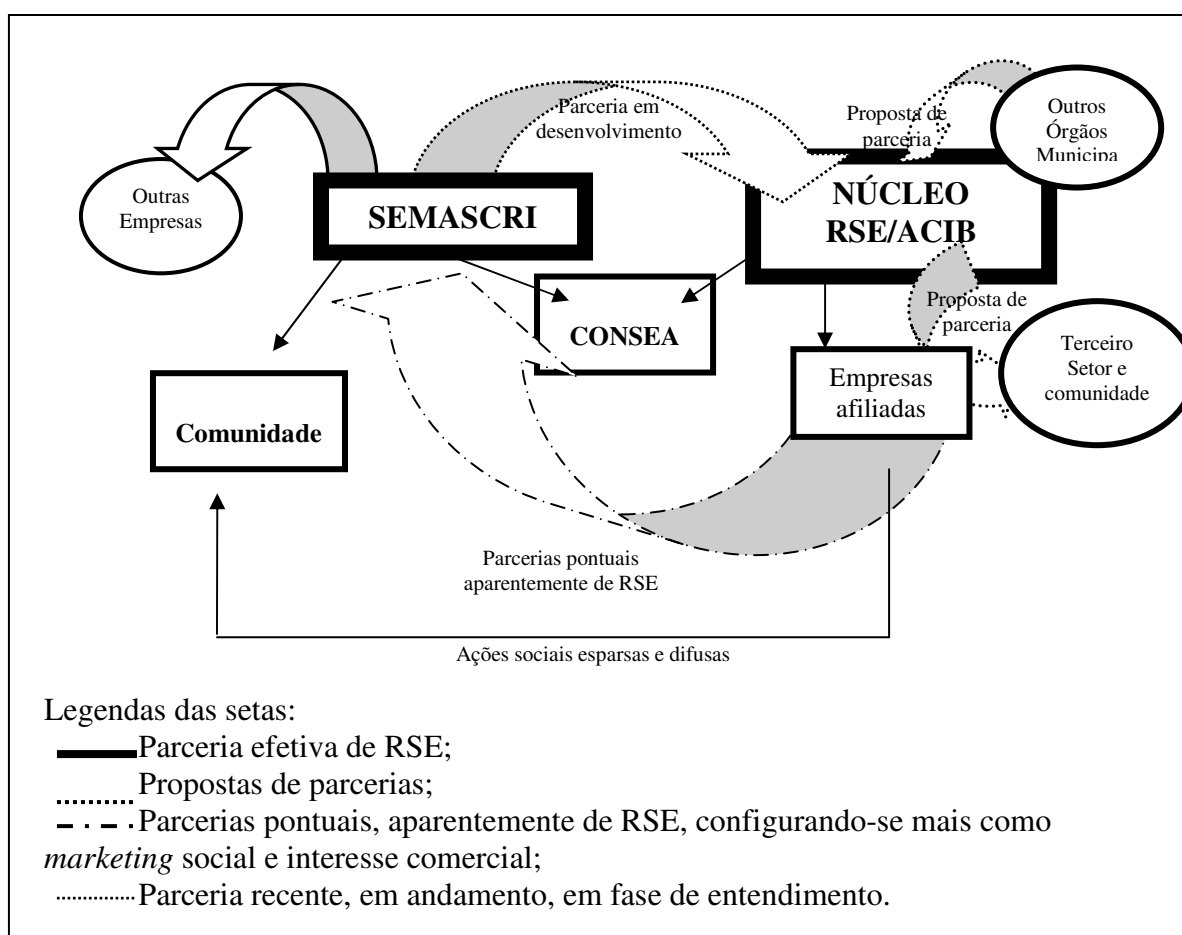 Parceria em
desenvolvimento
Proposta de
parceria
Outros
Órgãos
Municipa
Outras
Empresas
SEMASCRI
NÚCLEO
RSE/ACIB
CONSEA
Proposta de
parceria
Terceiro
Setor e
comunidade
Empresas
afiliadas
Comunidade
Parcerias pontuais
aparentemente de RSE
Ações sociais esparsas e difusas
Legendas das setas:
Parceria efetiva de RSE;
Propostas de parcerias;
Parcerias pontuais, aparentemente de RSE, configurando-se mais como
marketing social e interesse comercial;
Parceria recente, em andamento, em fase de entendimento.